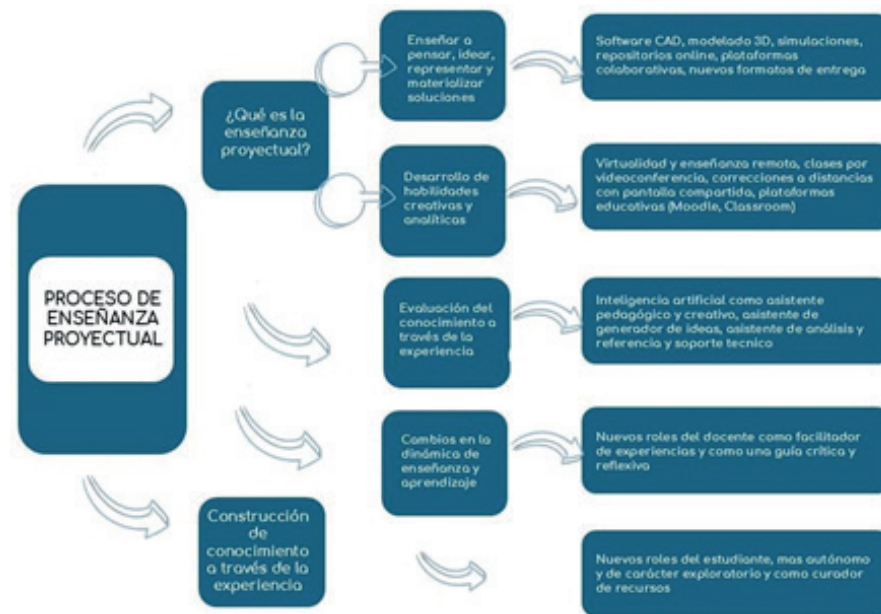 PROCESO DE
ENSEÑANZA
PROYECTUAL
¿Qué es la
enseñanza
proyectual?
Construcción
de
conocimiento
a través de la
experiencia
Enseñar a
pensar, idear,
representar y
materializar
soluciones
Software CAD, modelado 3D, simulaciones,
repositorios online, plataformas
colaborativas, nuevos formatos de entrega
Desarrollo de
habilidades
creativas y
analíticas
Virtualidad y enseñanza remota, clases por
videoconferencia, correcciones a distancias
con pantalla compartida, plataformas
educativas (Moodle, Classroom)
Evaluación del
conocimiento a
través de la
experiencia
Inteligencia artificial como asistente
pedagógico y creativo, asistente de
generador de ideas, asistente de análisis y
referencia y soporte tecnico
Cambios en la
dinámica de
enseñanza y
aprendizaje
Nuevos roles del docente como facilitador
de experiencias y como una guía crítica y
reflexiva
Nuevos roles del estudiante, mas autónomo
y de carácter exploratorio y como curador
de recursos